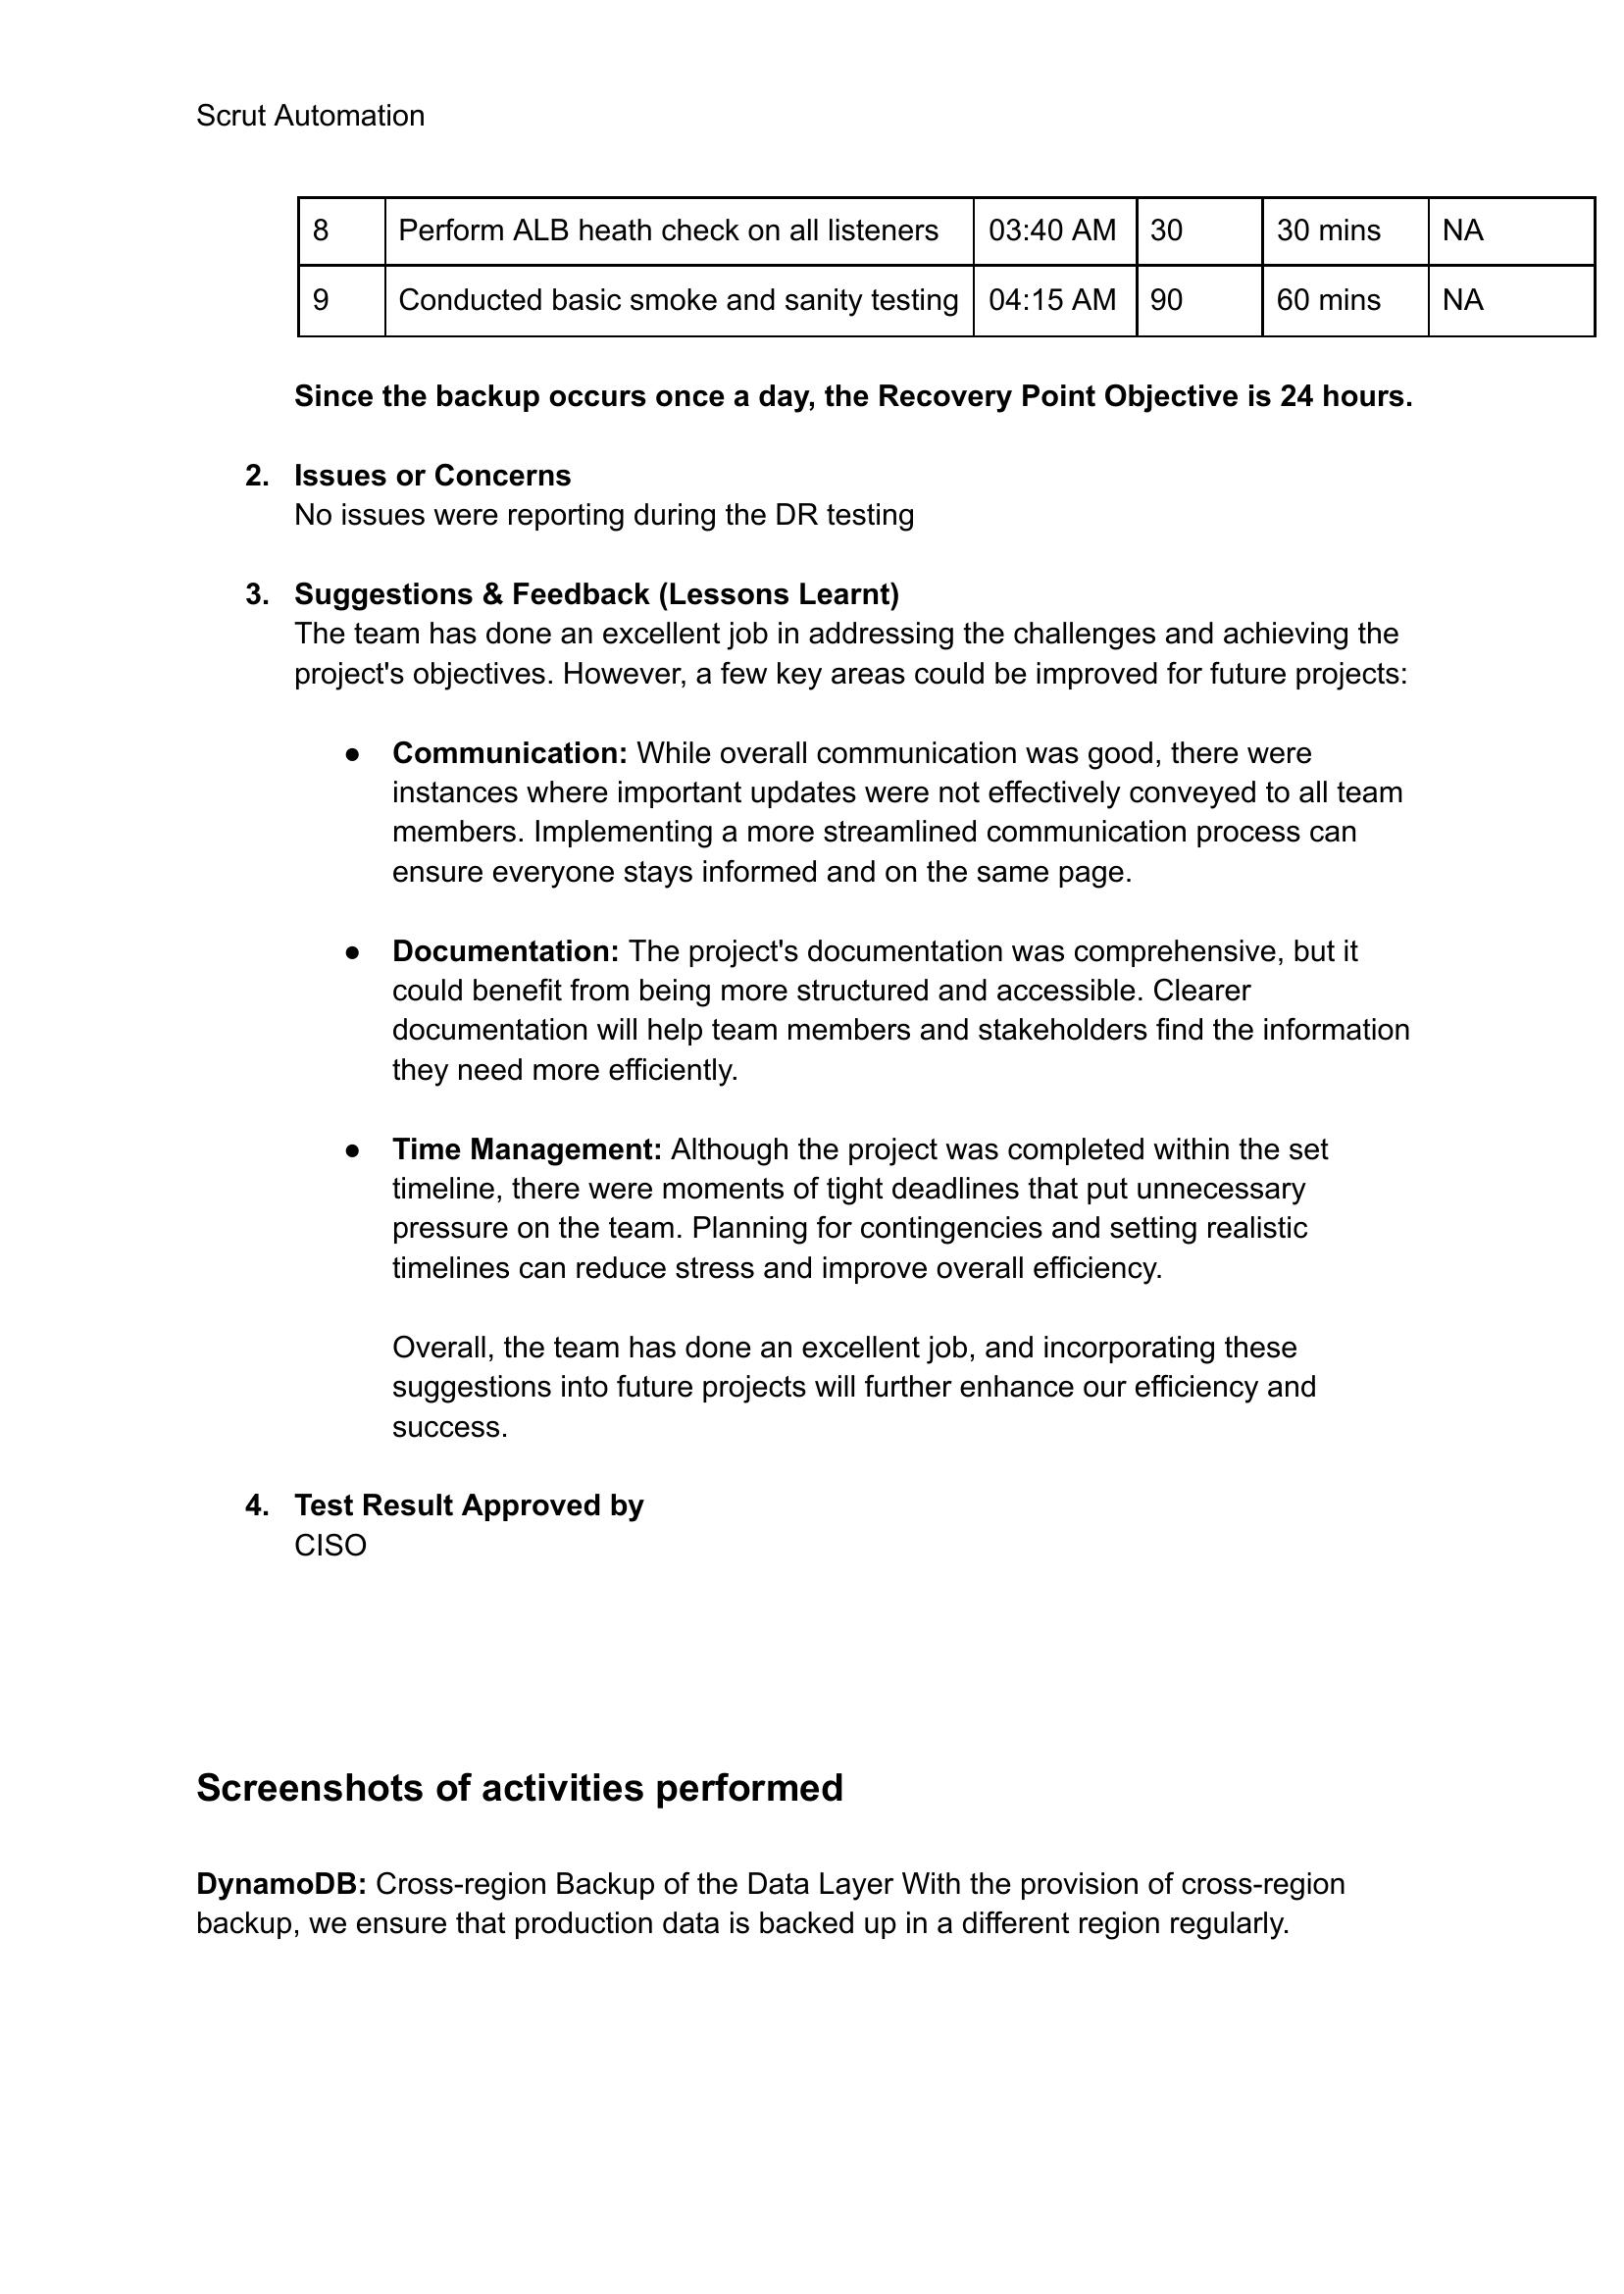 Scrut Automation
8 Perform ALB heath check on all listeners 03:40 AM 30 30 mins NA
9 Conducted basic smoke and sanity testing 04:15 AM 90 60 mins NA
Since the backup occurs once a day, the Recovery Point Objective is 24 hours.
2. Issues or Concerns
No issues were reporting during the DR testing
3. Suggestions & Feedback (Lessons Learnt)
The team has done an excellent job in addressing the challenges and achieving the
project's objectives. However, a few key areas could be improved for future projects:
● Communication: While overall communication was good, there were
instances where important updates were not effectively conveyed to all team
members. Implementing a more streamlined communication process can
ensure everyone stays informed and on the same page.
● Documentation: The project's documentation was comprehensive, but it
could benefit from being more structured and accessible. Clearer
documentation will help team members and stakeholders find the information
they need more efficiently.
● Time Management: Although the project was completed within the set
timeline, there were moments of tight deadlines that put unnecessary
pressure on the team. Planning for contingencies and setting realistic
timelines can reduce stress and improve overall efficiency.
Overall, the team has done an excellent job, and incorporating these
suggestions into future projects will further enhance our efficiency and
success.
4. Test Result Approved by
CISO
Screenshots of activities performed
DynamoDB: Cross-region Backup of the Data Layer With the provision of cross-region
backup, we ensure that production data is backed up in a different region regularly.